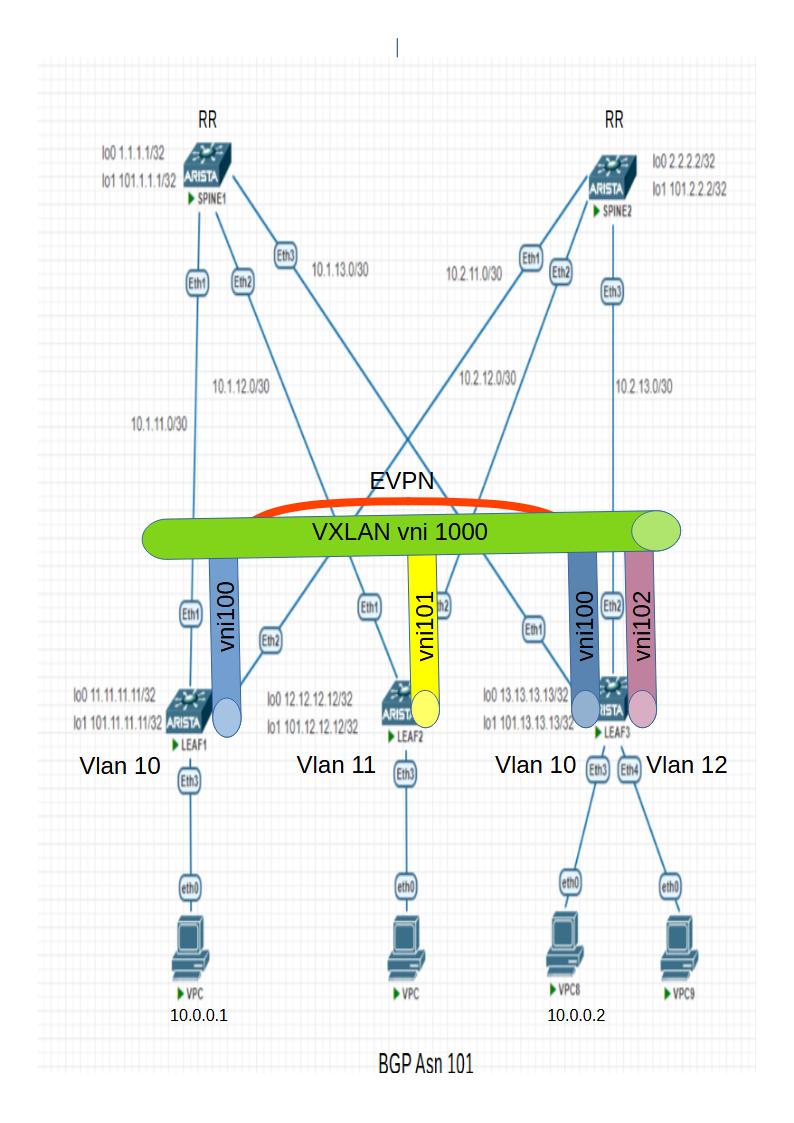 RR
RR
lo0 1.1.1.1/32
lo1 101.1.1.1/32
ARISTA
SPINE1
lo0 2.2.2.2/32
lo1 101.2.2.2/32
ARISTA
SPINE2
Eth3
10.1.13.0/30
Eth1
10.2.11.0/30
Eth2
Eth1
Eth2
Eth3
10.1.12.0/30
10.2.12.0/30
10.2.13.0/30
10.1.11.0/30
EVPN
VXLAN vni 1000
vni100
vni101
vni100
vni102
Eth1
Eth2
Eth1
h2
Eth1
Eth2
lo0 11.11.11.11/32
lo1 101.11.11.11/32
ARISTA
LEAF1
lo0 12.12.12.12/32
lo1 101.12.12.12/32
ARIST
LEAF2
lo0 13.13.13.13/32
lo1 101.13.13.13/32
ISTA
LEAF3
Vlan 10
Vlan 11
Vlan 10
Vlan 12
Eth3
Eth3
Eth3
Eth4
eth0
eth0
eth0
eth0
VPC
VPC
VPC8
VPC9
10.0.0.1
10.0.0.2
BGP Asn 101